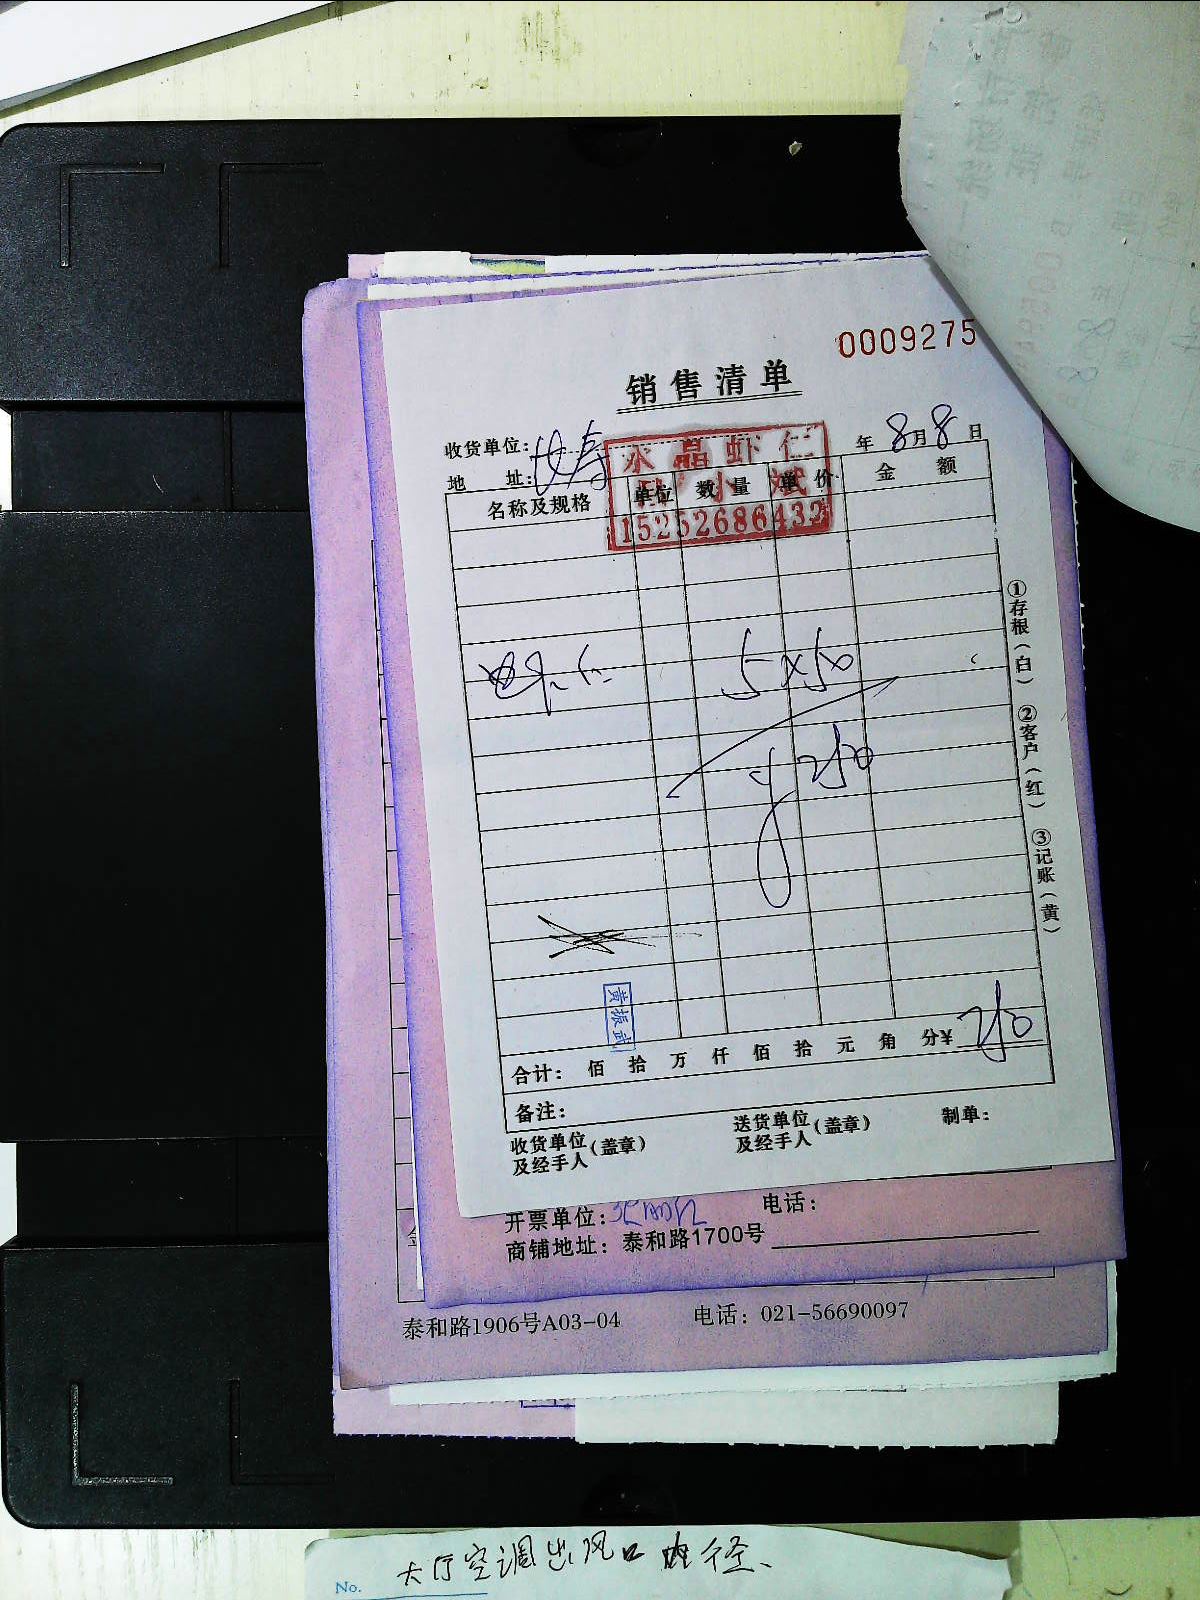 0009275
销售清单
收货单位:
年8月8日
地 址:
水晶虾仁
15252686432
名称及规格 单位 数量 单价 金额
虾仁 5×50
250
①存根(白) ②客户(红) ③记账(黄)
黄振武
合计: 佰 拾 万 仟 佰 拾 元 角 分¥ 250
备注:
收货单位及经手人(盖章) 送货单位及经手人(盖章) 制单:
开票单位: 电话:
商铺地址: 泰和路1700号
泰和路1906号A03-04 电话: 021-56690097
大厅空调出风口内径、
No.